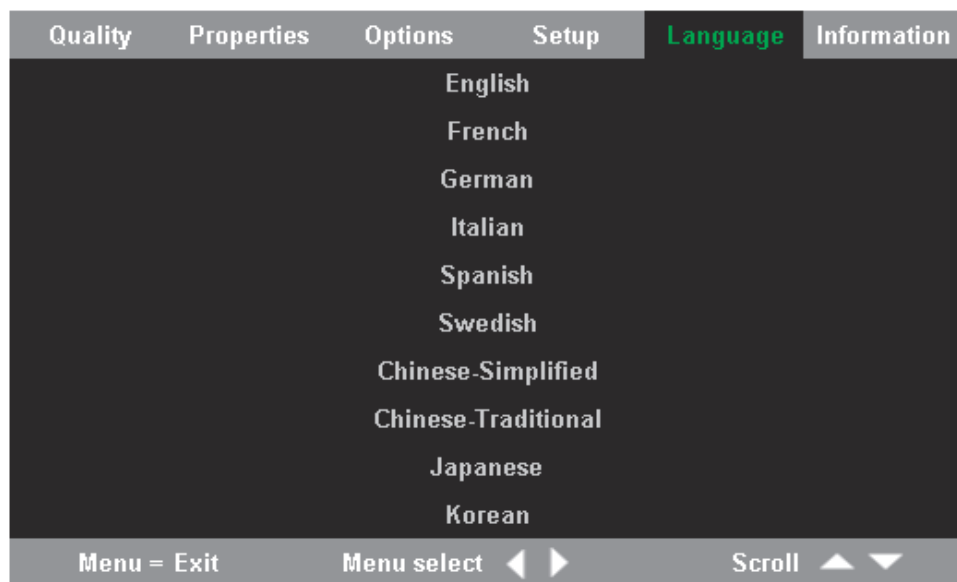 Quality Properties Options Setup Language Information
English
French
German
Italian
Spanish
Swedish
Chinese-Simplified
Chinese-Traditional
Japanese
Korean
Menu = Exit Menu select Scroll